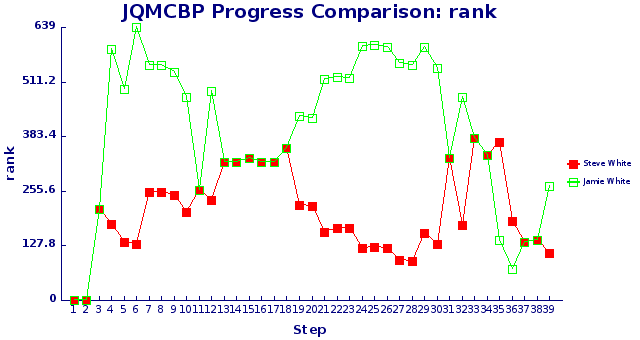 JQMCBP Progress Comparison: rank
639
511.2
383.4
255.6
127.8
0
rank
1 2 3 4 5 6 7 8 9 10 11 12 13 14 15 16 17 18 19 20 21 22 23 24 25 26 27 28 29 30 31 32 33 34 35 36 37 38 39
Step
Steve White
Jamie White